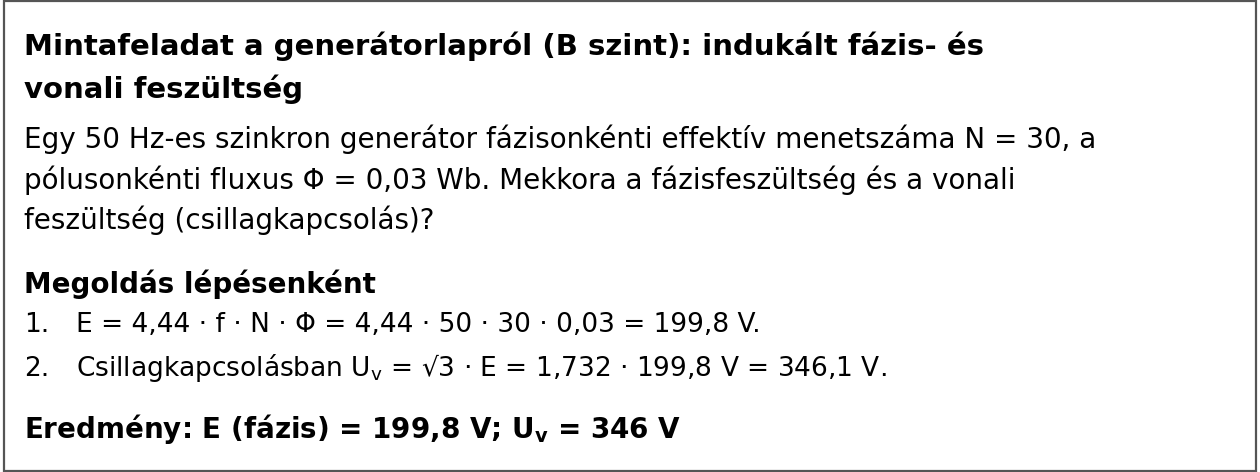 Mintafeladat a generátorlapról (B szint): indukált fázis- és
vonali feszültség
Egy 50 Hz-es szinkron generátor fázisonkénti effektív menetszáma N = 30, a
pólusonkénti fluxus Φ = 0,03 Wb. Mekkora a fázisfeszültség és a vonali
feszültség (csillagkapcsolás)?
Megoldás lépésenként
1. E = 4,44 · f · N · Φ = 4,44 · 50 · 30 · 0,03 = 199,8 V.
2. Csillagkapcsolásban Uᵥ = √3 · E = 1,732 · 199,8 V = 346,1 V.
Eredmény: E (fázis) = 199,8 V; Uᵥ = 346 V